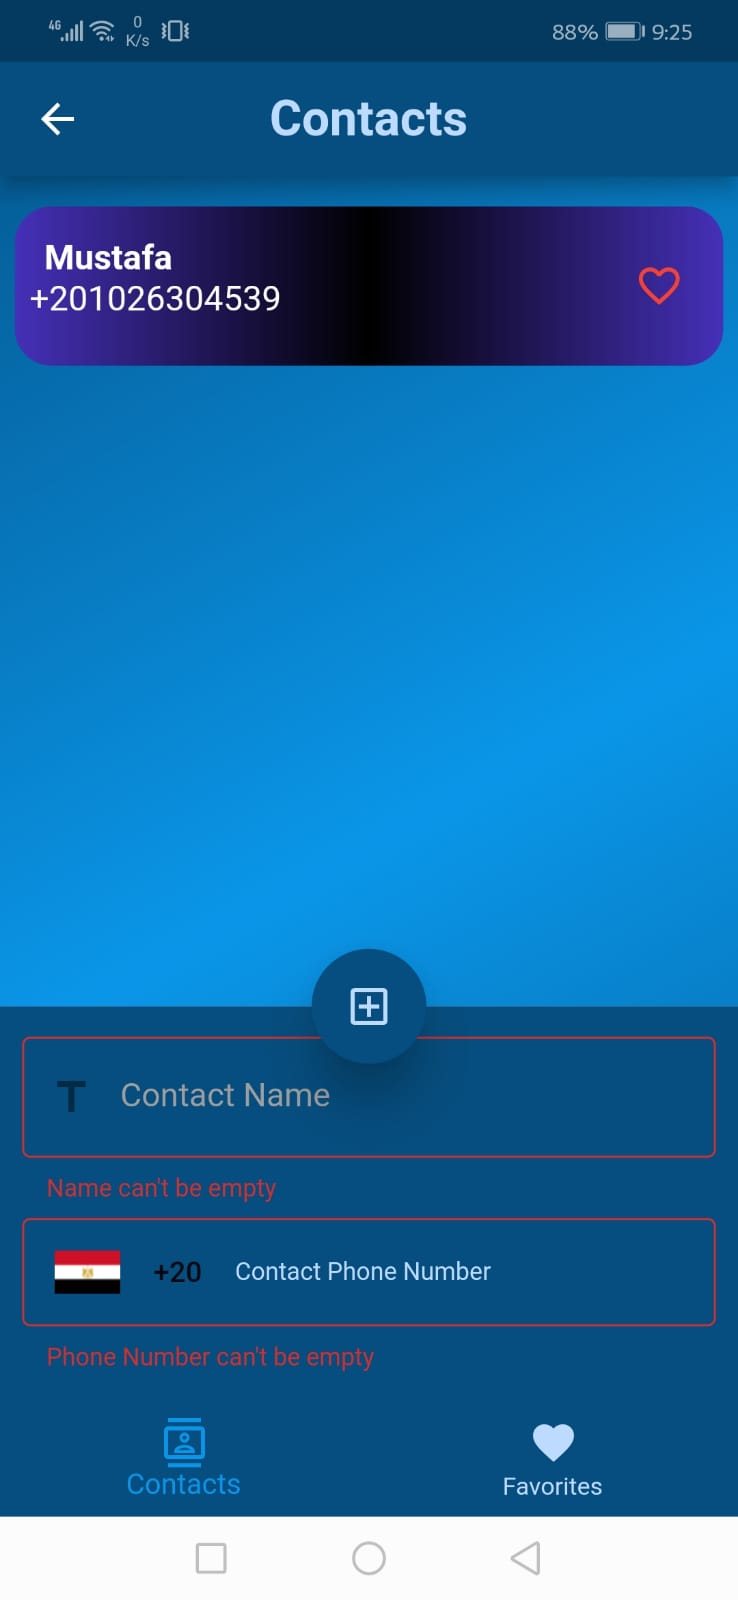 4G
0
K/s
88%
9:25
Contacts
Mustafa
+201026304539
Contact Name
Name can't be empty
+20 Contact Phone Number
Phone Number can't be empty
Contacts
Favorites